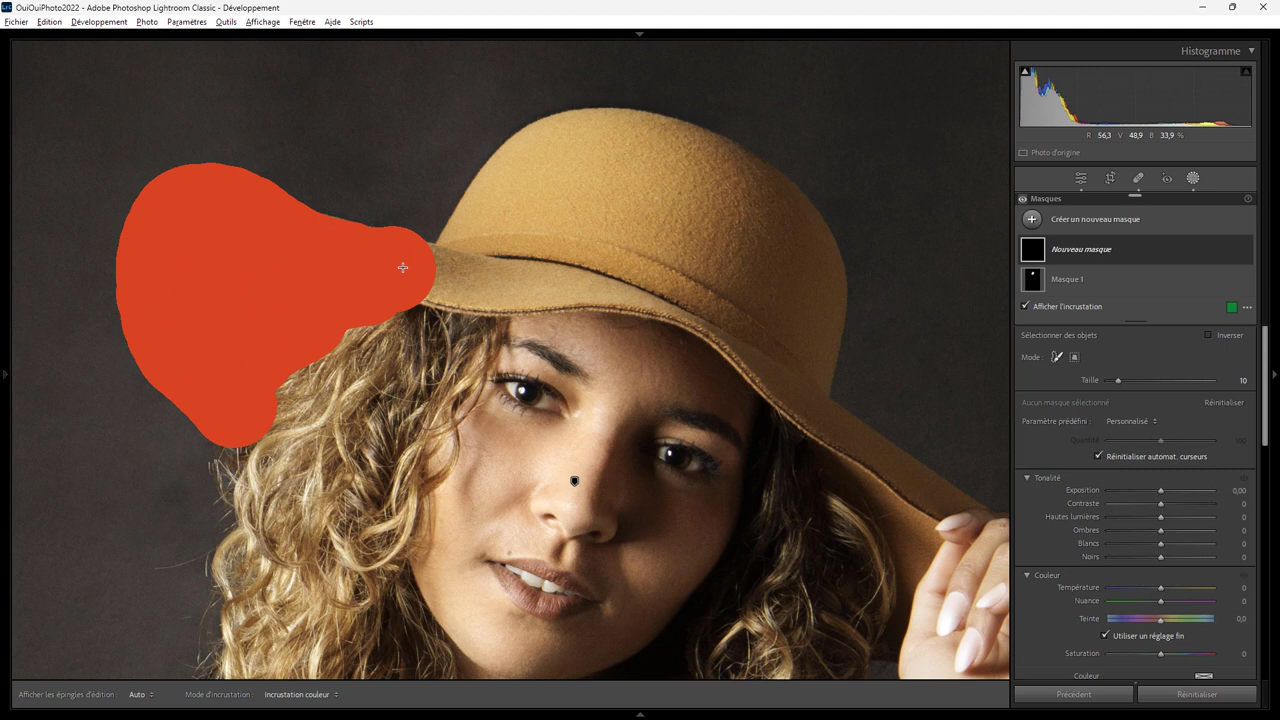 OuiOuiPhoto2022 - Adobe Photoshop Lightroom Classic - Développement
Fichier Edition Développement Photo Paramètres Outils Affichage Fenêtre Aide Scripts
Histogramme
R 56,3 V 48,9 B 33,9 %
Photo d'origine
Masques
Créer un nouveau masque
Nouveau masque
Masque 1
Afficher l'incrustation
Sélectionner des objets Inverser
Mode :
Taille 10
Aucun masque sélectionné Réinitialiser
Paramètre prédéfini : Personnalisé
Quantité 100
Réinitialiser automat. curseurs
Tonalité
Exposition 0,00
Contraste 0
Hautes lumières 0
Ombres 0
Blancs 0
Noirs 0
Couleur
Température 0
Nuance 0
Teinte 0,0
Utiliser un réglage fin
Saturation 0
Couleur
Afficher les épingles d'édition : Auto Mode d'incrustation : Incrustation couleur
Précédent Réinitialiser